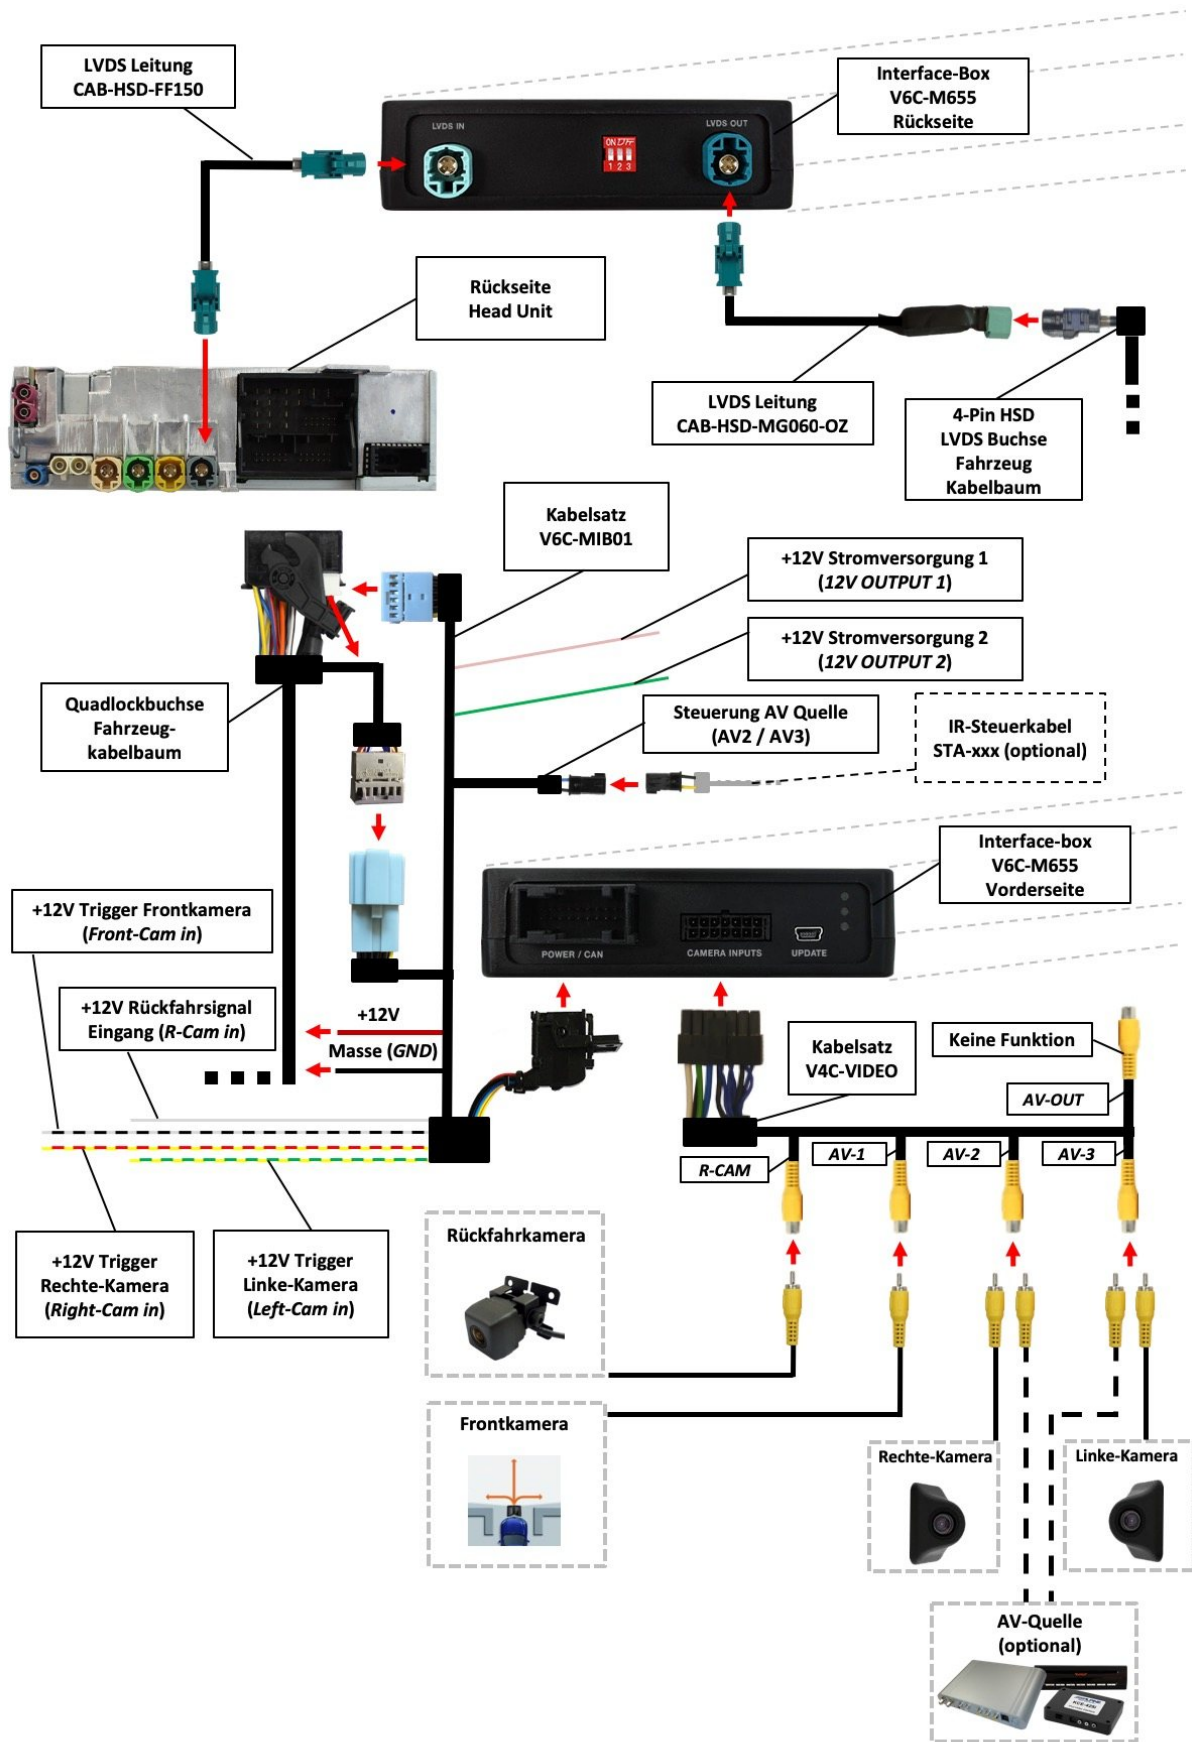 LVDS Leitung
CAB-HSD-FF150
Interface-Box
V6C-M655
Rückseite
LVDS IN
LVDS OUT
ON
1 2 3
Rückseite
Head Unit
LVDS Leitung
CAB-HSD-MG060-OZ
4-Pin HSD
LVDS Buchse
Fahrzeug
Kabelbaum
Kabelsatz
V6C-MIB01
+12V Stromversorgung 1
(12V OUTPUT 1)
+12V Stromversorgung 2
(12V OUTPUT 2)
Quadlockbuchse
Fahrzeug-
kabelbaum
Steuerung AV Quelle
(AV2 / AV3)
IR-Steuerkabel
STA-xxx (optional)
Interface-box
V6C-M655
Vorderseite
POWER / CAN
CAMERA INPUTS
UPDATE
+12V Trigger Frontkamera
(Front-Cam in)
+12V Rückfahrsignal
Eingang (R-Cam in)
+12V
Masse (GND)
Kabelsatz
V4C-VIDEO
Keine Funktion
AV-OUT
R-CAM
AV-1
AV-2
AV-3
+12V Trigger
Rechte-Kamera
(Right-Cam in)
+12V Trigger
Linke-Kamera
(Left-Cam in)
Rückfahrkamera
Frontkamera
Rechte-Kamera
Linke-Kamera
AV-Quelle
(optional)